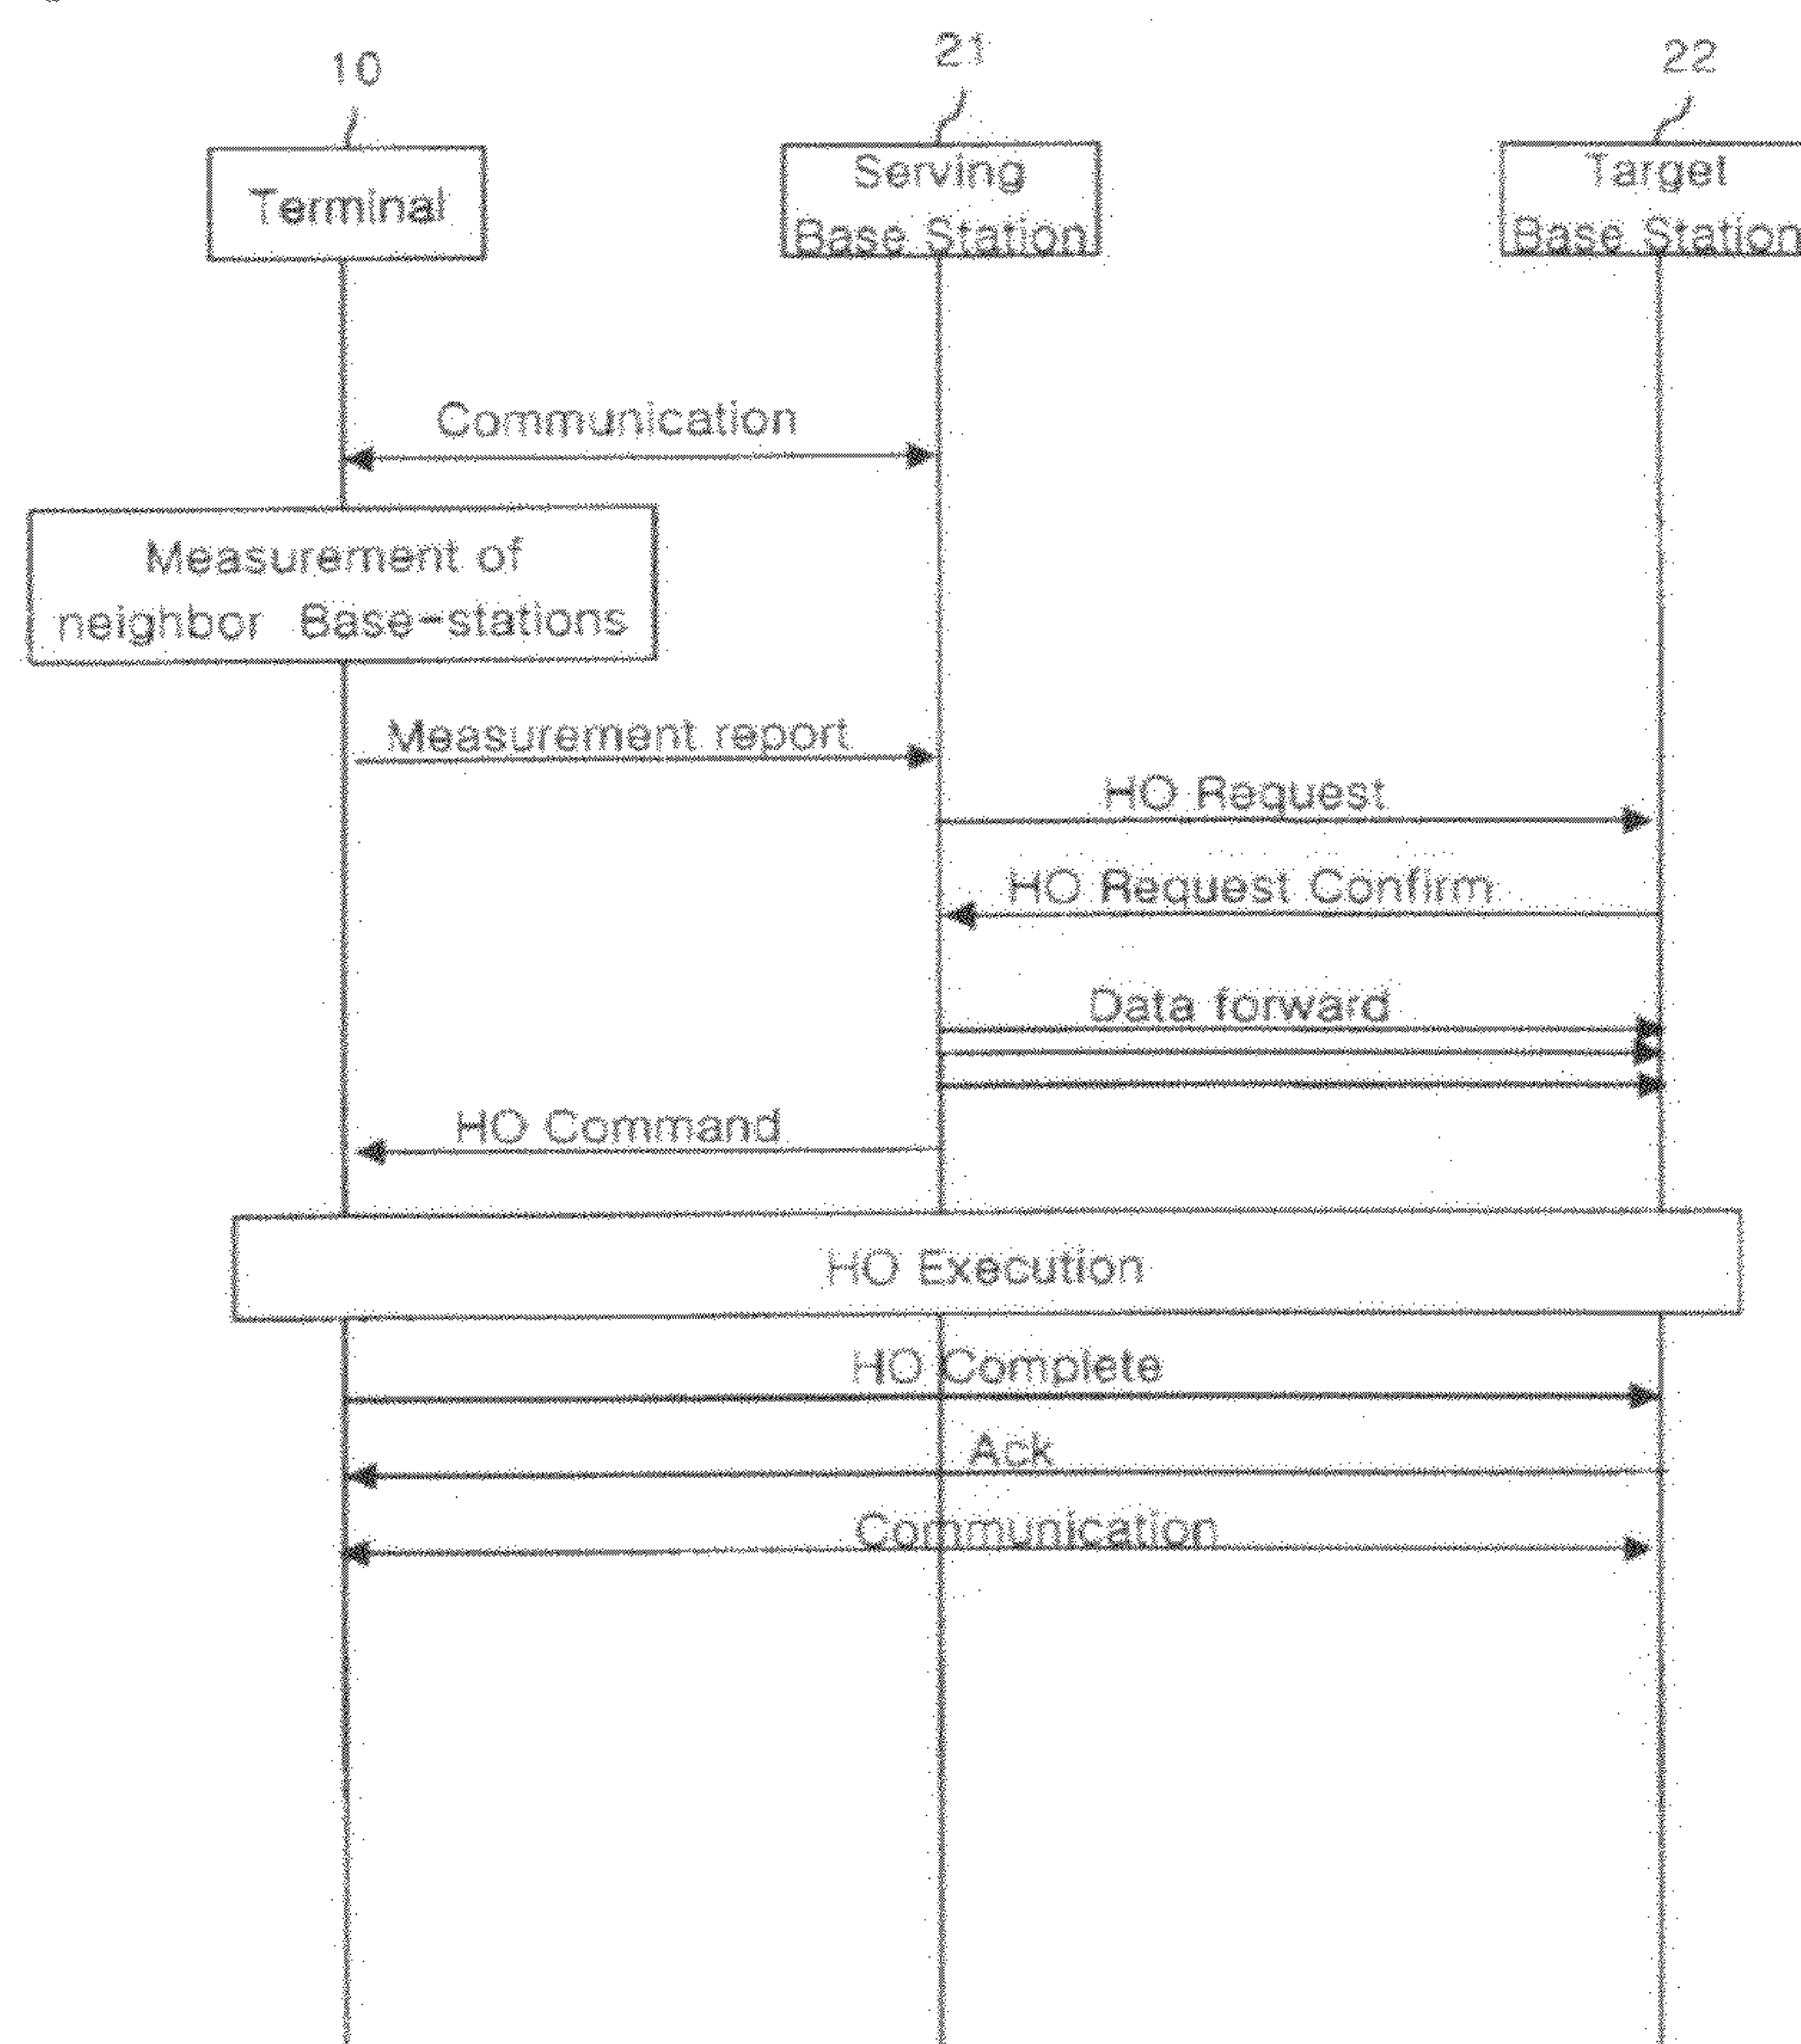 10
21
22
Terminal
Serving
Base Station
Target
Base Station
Communication
Measurement of
neighbor Base-stations
Measurement report
HO Request
HO Request Confirm
Data forward
HO Command
HO Execution
HO Complete
Ack
Communication